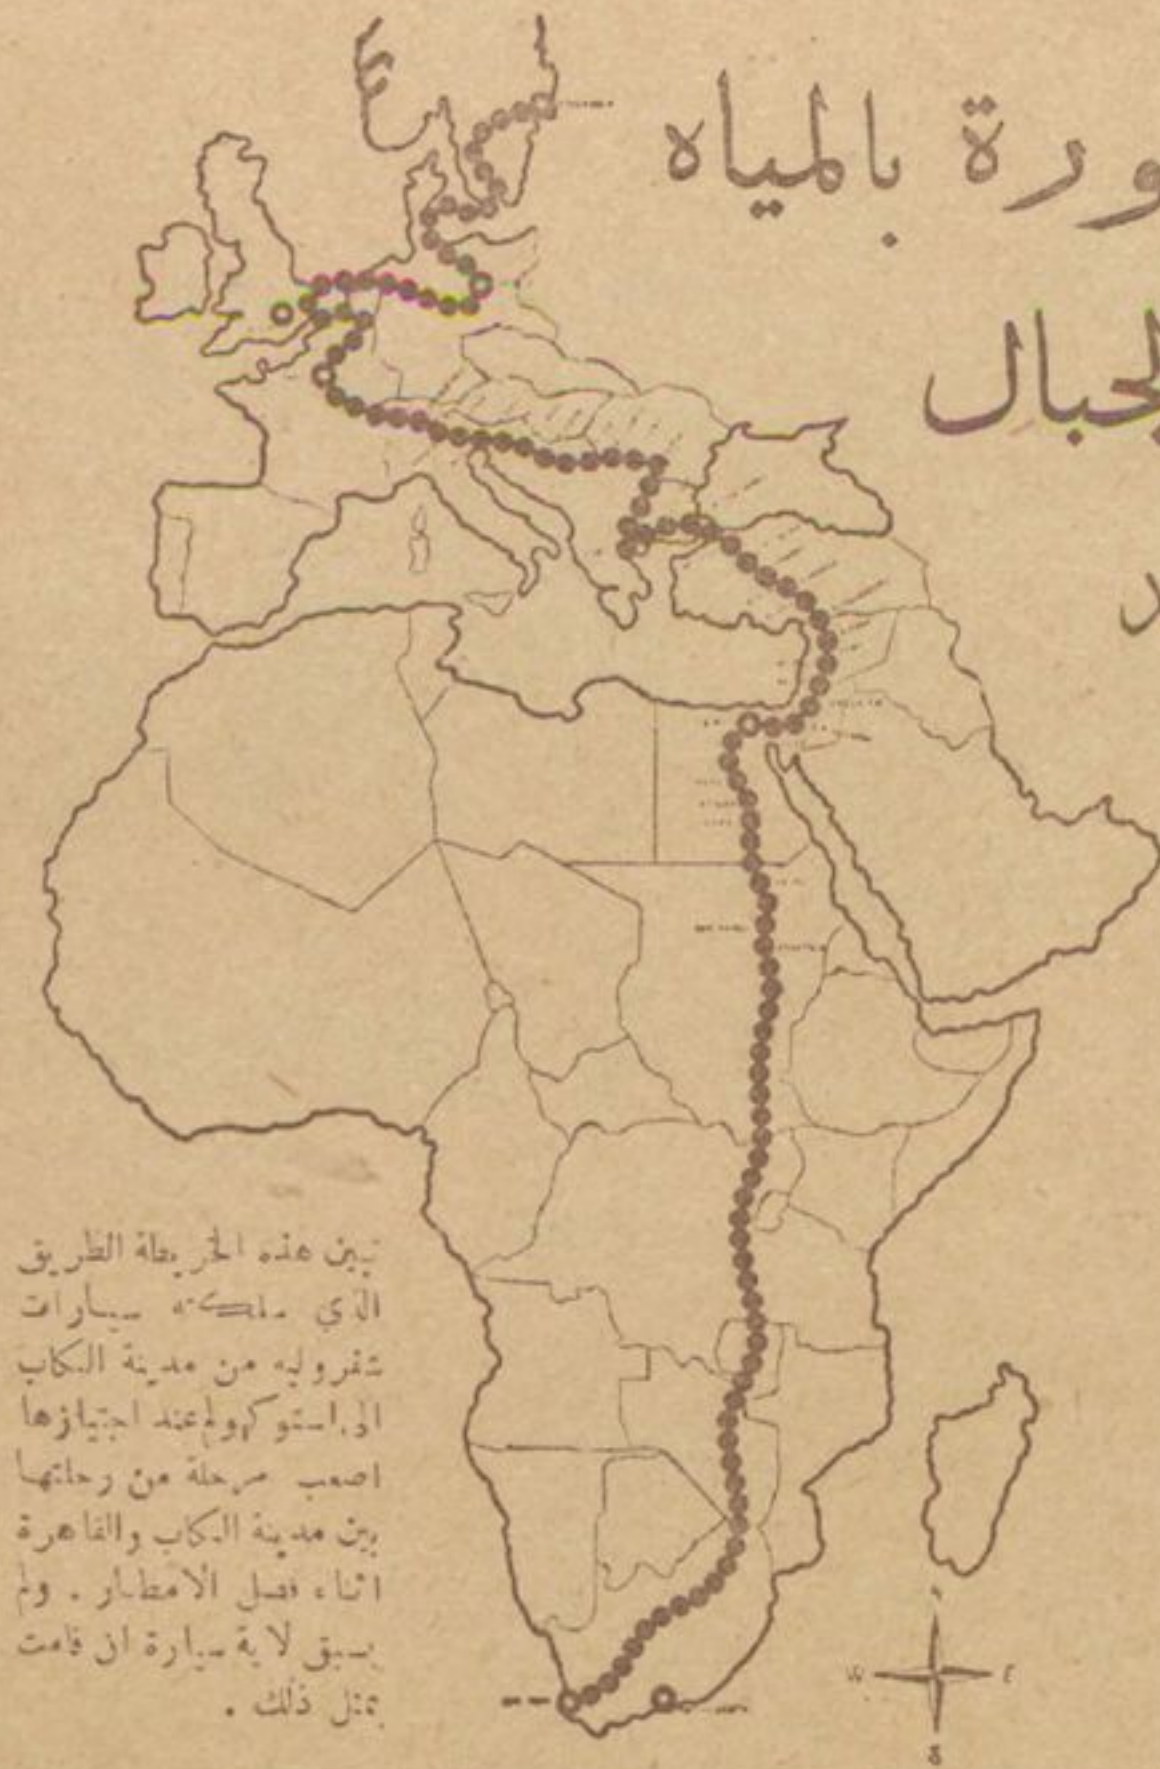 ورة بالمياه
لجبال
تبين هذه الخريطة الطريق
الذي سلكته سيارات
شفروليه من مدينة الكاب
الى استوكهولم عند اجتيازها
اصعب مرحلة من رحلتها
بين مدينة الكاب والقاهرة
اثناء فصل الامطار . ولم
يسبق لاية سيارة ان قامت
بمثل ذلك .
W E
S